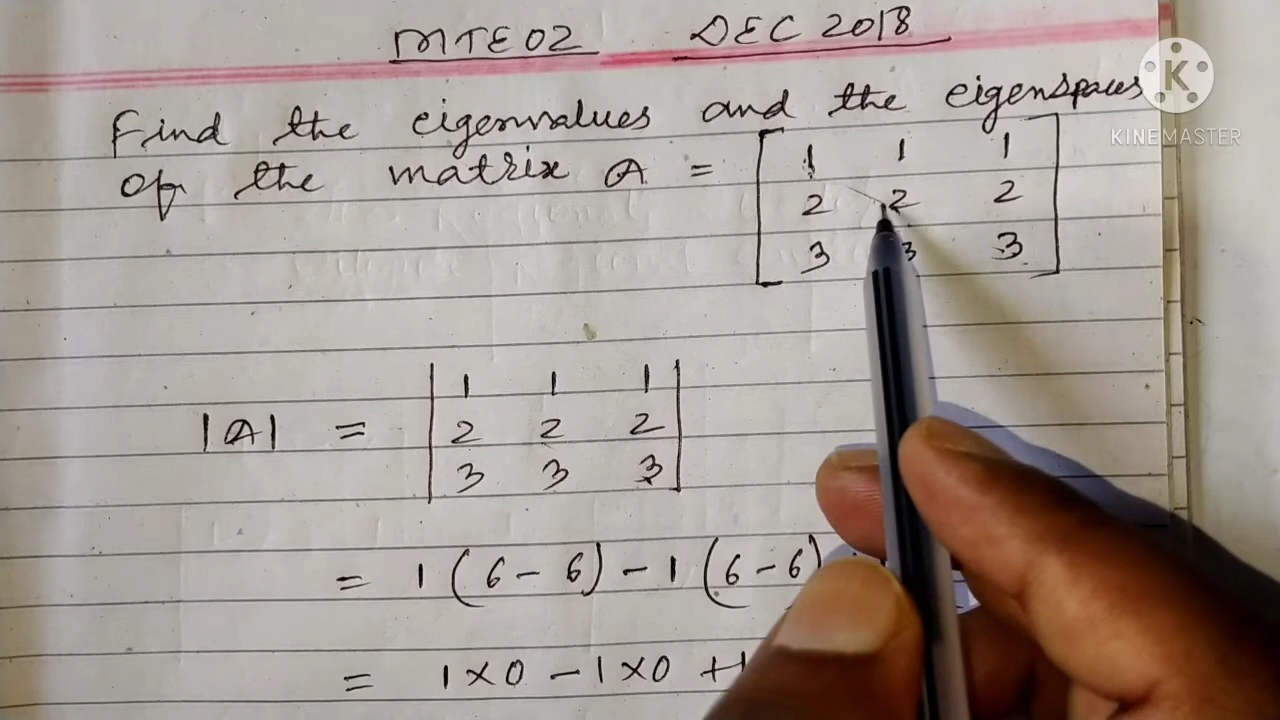 MTE02 DEC 2018
Find the eigenvalues and the eigenspaces
of the matrix A = [ 1 1 1
2 2 2
3 3 3 ]
KINEMASTER
|A| = | 1 1 1
2 2 2
3 3 3 |
= 1 (6 - 6) - 1 (6 - 6)
= 1 × 0 - 1 × 0 + 1